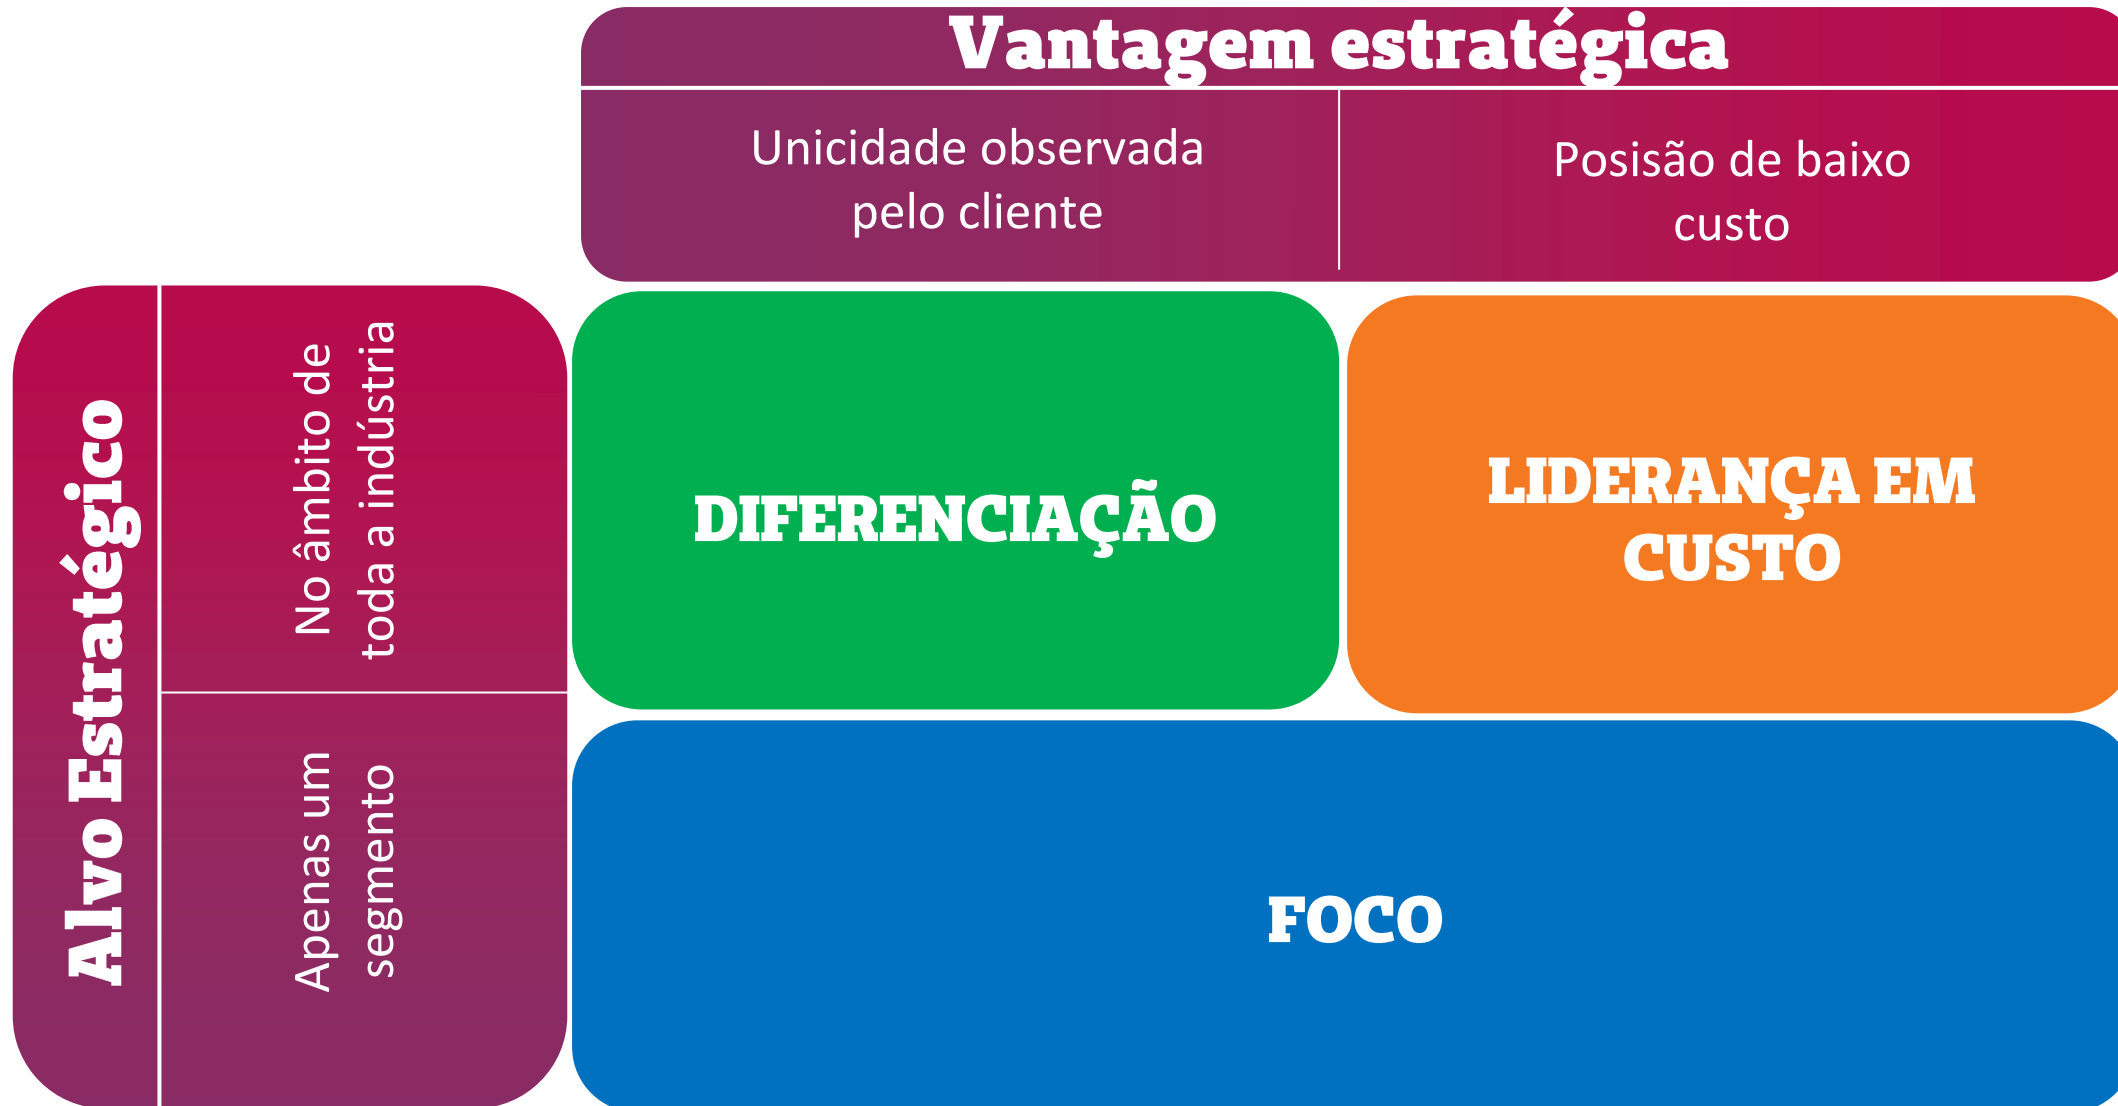 Vantagem estratégica
Unicidade observada
pelo cliente
Posisão de baixo
custo
Alvo Estratégico
No âmbito de
toda a indústria
DIFERENCIAÇÃO
LIDERANÇA EM
CUSTO
Apenas um
segmento
FOCO